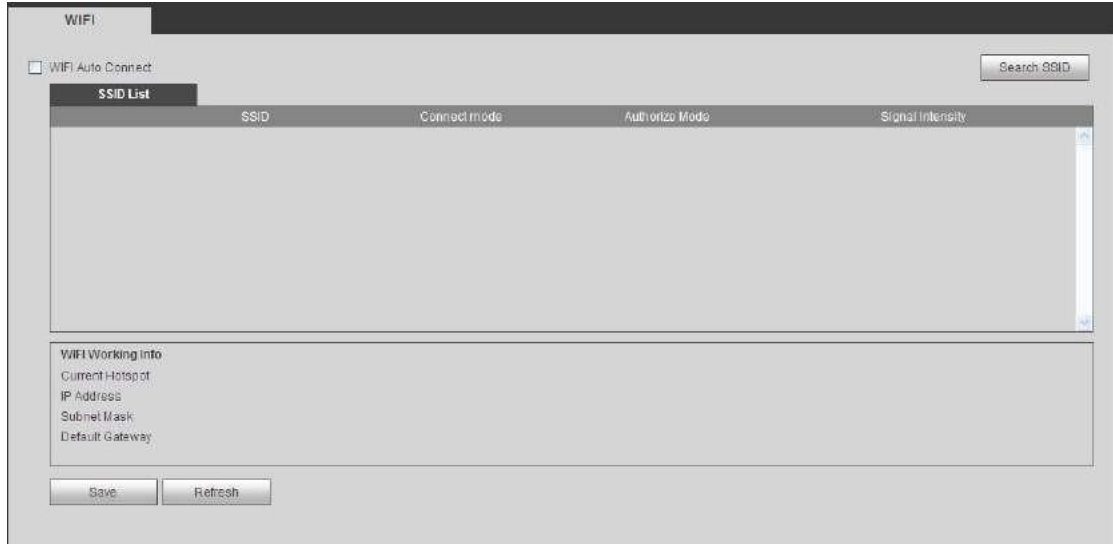 WIFI
WIFI Auto Connect
Search SSID
SSID List
SSID Connect mode Authorize Mode Signal Intensity
WIFI Working Info
Current Hotspot
IP Address
Subnet Mask
Default Gateway
Save Refresh